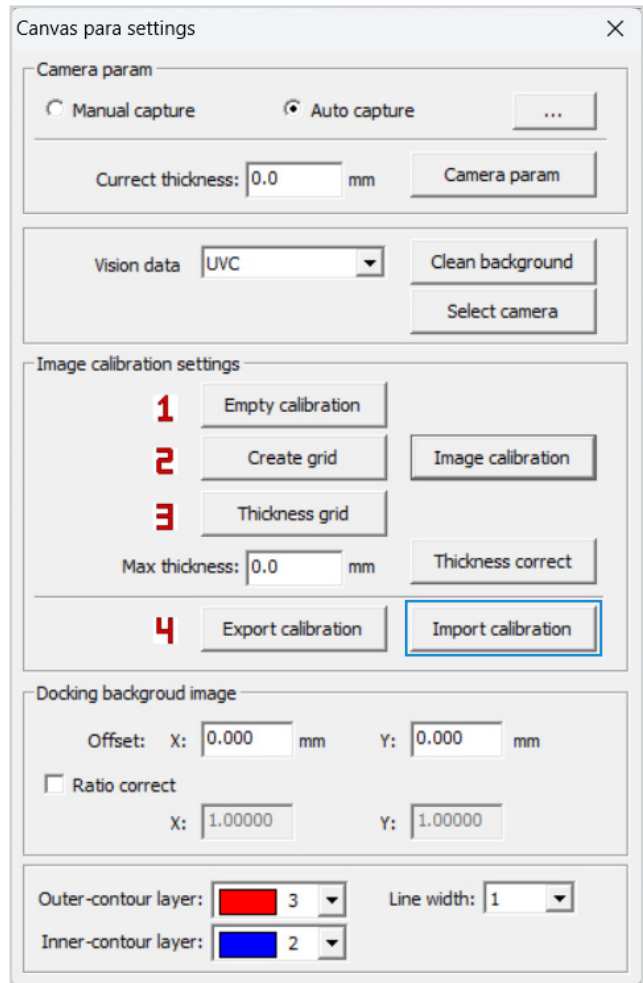 Canvas para settings
Camera param
Manual capture Auto capture ...
Currect thickness: 0.0 mm Camera param
Vision data UVC Clean background
Select camera
Image calibration settings
1 Empty calibration
2 Create grid Image calibration
3 Thickness grid
Max thickness: 0.0 mm Thickness correct
4 Export calibration Import calibration
Docking backgroud image
Offset: X: 0.000 mm Y: 0.000 mm
Ratio correct
X: 1.00000 Y: 1.00000
Outer-contour layer: 3 Line width: 1
Inner-contour layer: 2